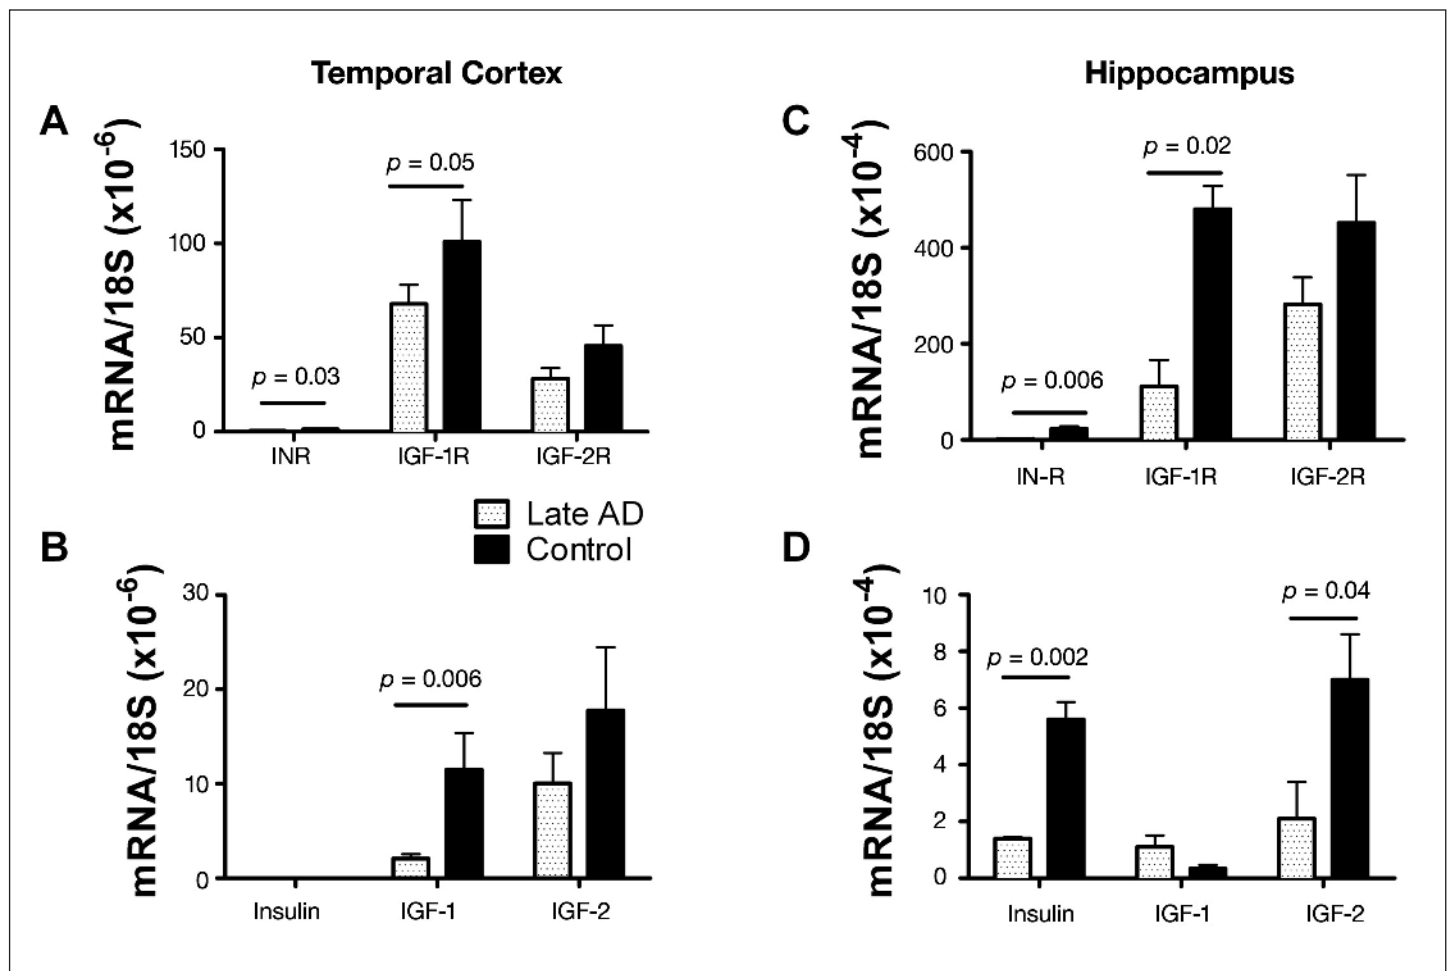 Temporal Cortex
Hippocampus
A
mRNA/18S (x10⁻⁶)
150
100
50
0
p = 0.03
p = 0.05
INR
IGF-1R
IGF-2R
C
mRNA/18S (x10⁻⁴)
600
400
200
0
p = 0.006
p = 0.02
IN-R
IGF-1R
IGF-2R
Late AD
Control
B
mRNA/18S (x10⁻⁶)
30
20
10
0
p = 0.006
Insulin
IGF-1
IGF-2
D
mRNA/18S (x10⁻⁴)
10
8
6
4
2
0
p = 0.002
p = 0.04
Insulin
IGF-1
IGF-2